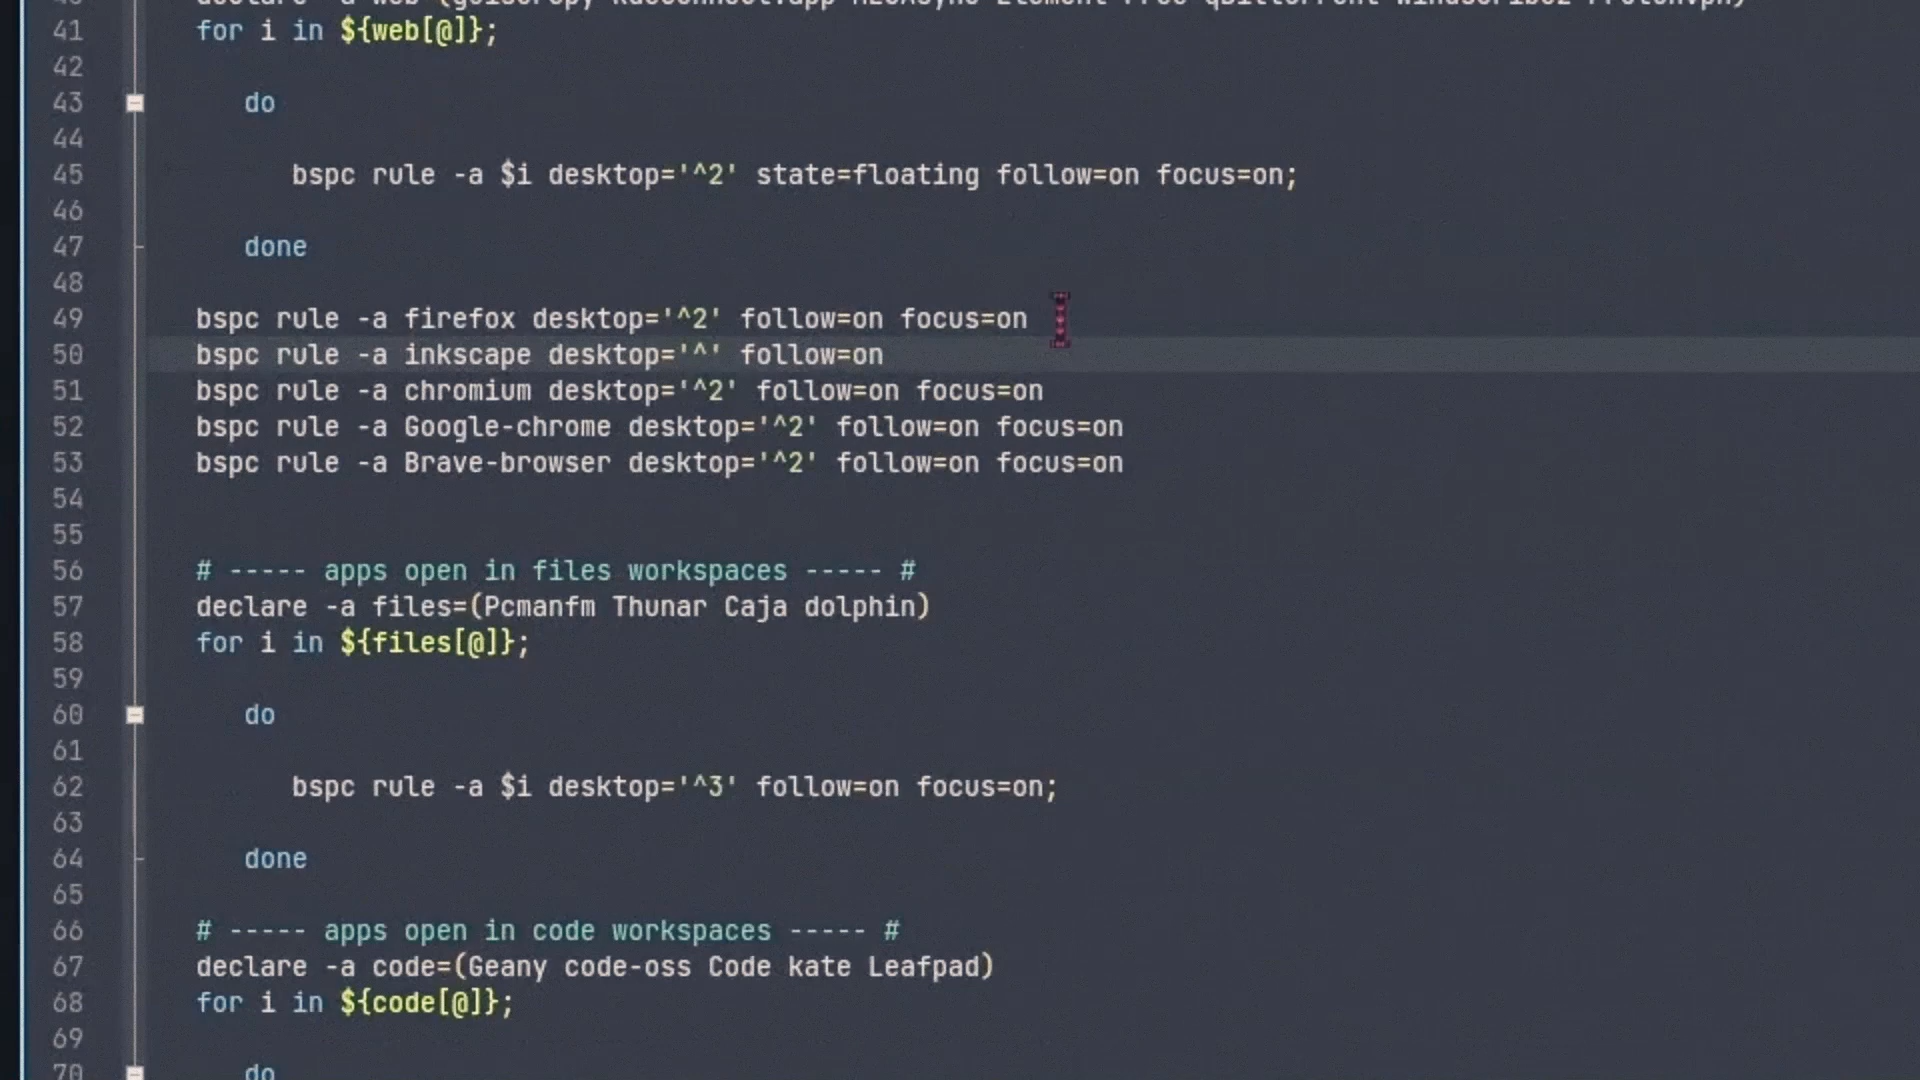 41 for i in ${web[@]};
42
43 do
44
45 bspc rule -a $i desktop='^2' state=floating follow=on focus=on;
46
47 done
48
49 bspc rule -a firefox desktop='^2' follow=on focus=on
50 bspc rule -a inkscape desktop='^' follow=on
51 bspc rule -a chromium desktop='^2' follow=on focus=on
52 bspc rule -a Google-chrome desktop='^2' follow=on focus=on
53 bspc rule -a Brave-browser desktop='^2' follow=on focus=on
54
55
56 # ----- apps open in files workspaces ----- #
57 declare -a files=(Pcmanfm Thunar Caja dolphin)
58 for i in ${files[@]};
59
60 do
61
62 bspc rule -a $i desktop='^3' follow=on focus=on;
63
64 done
65
66 # ----- apps open in code workspaces ----- #
67 declare -a code=(Geany code-oss Code kate Leafpad)
68 for i in ${code[@]};
69
70 do